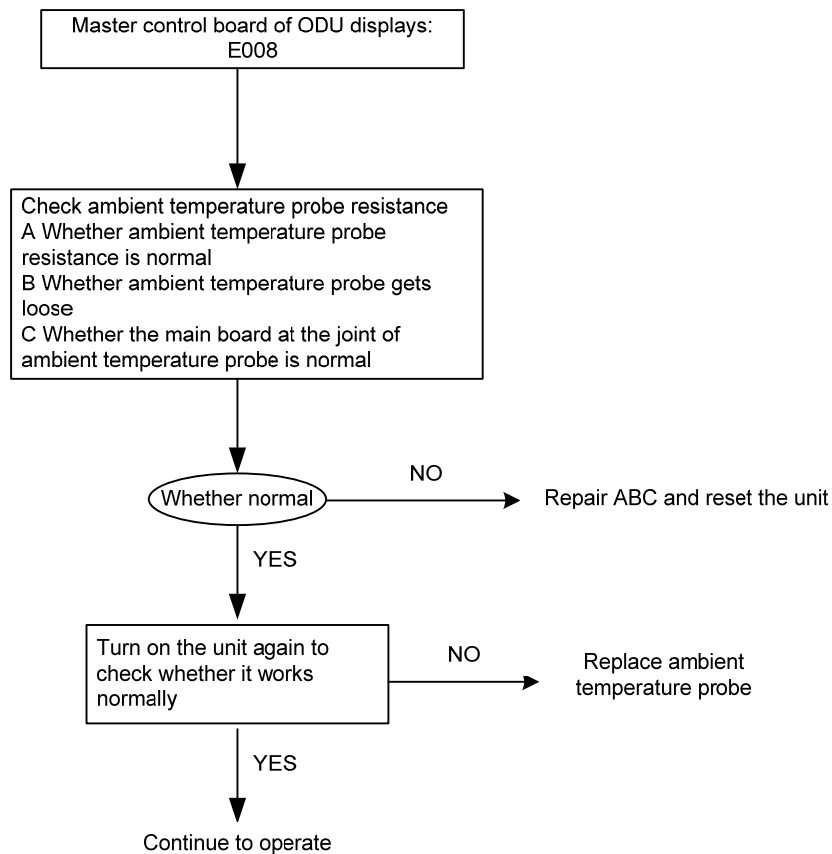 Master control board of ODU displays:
E008
Check ambient temperature probe resistance
A Whether ambient temperature probe
resistance is normal
B Whether ambient temperature probe gets
loose
C Whether the main board at the joint of
ambient temperature probe is normal
NO
Whether normal
Repair ABC and reset the unit
YES
Turn on the unit again to
check whether it works
normally
NO
Replace ambient
temperature probe
YES
Continue to operate